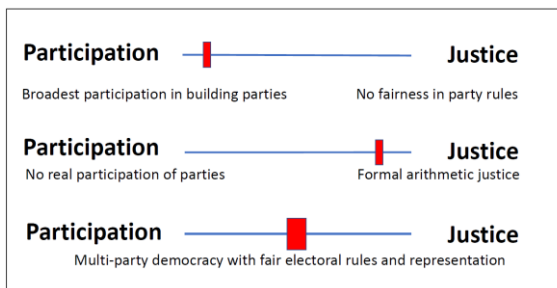 Participation Justice
Broadest participation in building parties No fairness in party rules
Participation Justice
No real participation of parties Formal arithmetic justice
Participation Justice
Multi-party democracy with fair electoral rules and representation